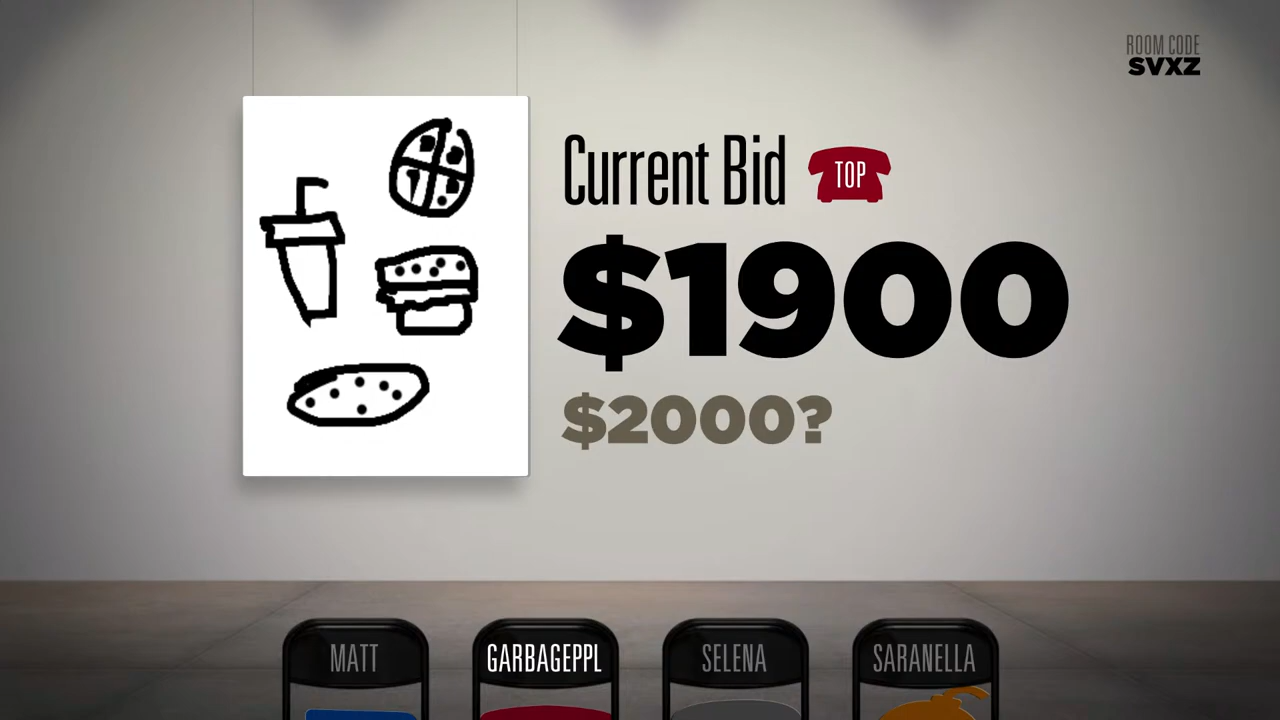 ROOM CODE
SVXZ
Current Bid TOP
$1900
$2000?
MATT GARBAGEPPL SELENA SARANELLA